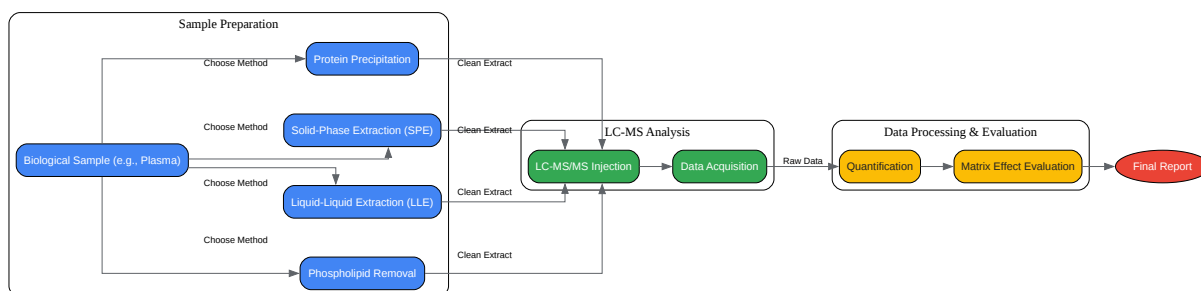 Sample Preparation
Choose Method
Protein Precipitation
Clean Extract
Choose Method
Solid-Phase Extraction (SPE)
Clean Extract
Biological Sample (e.g., Plasma)
Choose Method
Liquid-Liquid Extraction (LLE)
Clean Extract
Choose Method
Phospholipid Removal
Clean Extract
LC-MS Analysis
LC-MS/MS Injection
Data Acquisition
Raw Data
Data Processing & Evaluation
Quantification
Matrix Effect Evaluation
Final Report